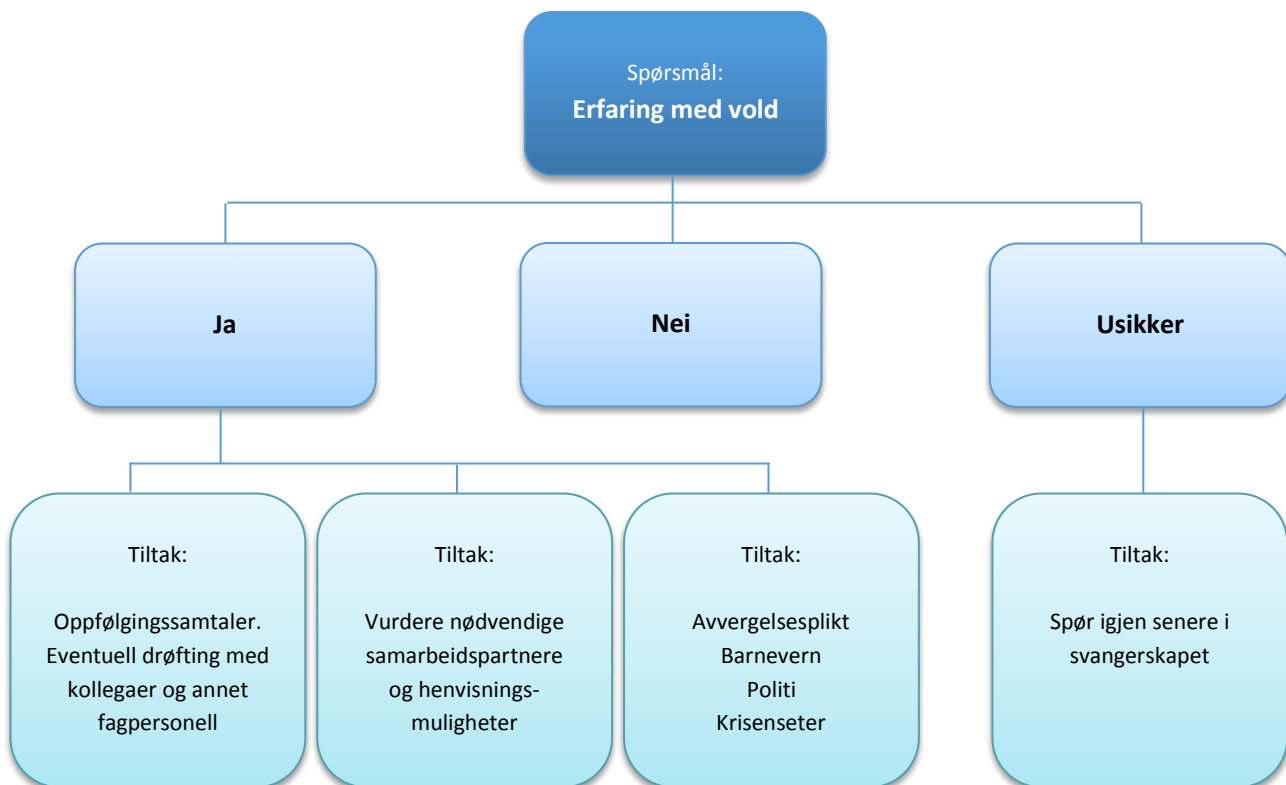 Spørsmål:
Erfaring med vold
Ja
Nei
Usikker
Tiltak:
Oppfølgingssamtaler.
Eventuell drøfting med
kollegaer og annet
fagpersonell
Tiltak:
Vurdere nødvendige
samarbeidspartnere
og henvisnings-
muligheter
Tiltak:
Avvergelsesplikt
Barnevern
Politi
Krisenseter
Tiltak:
Spør igjen senere i
svangerskapet